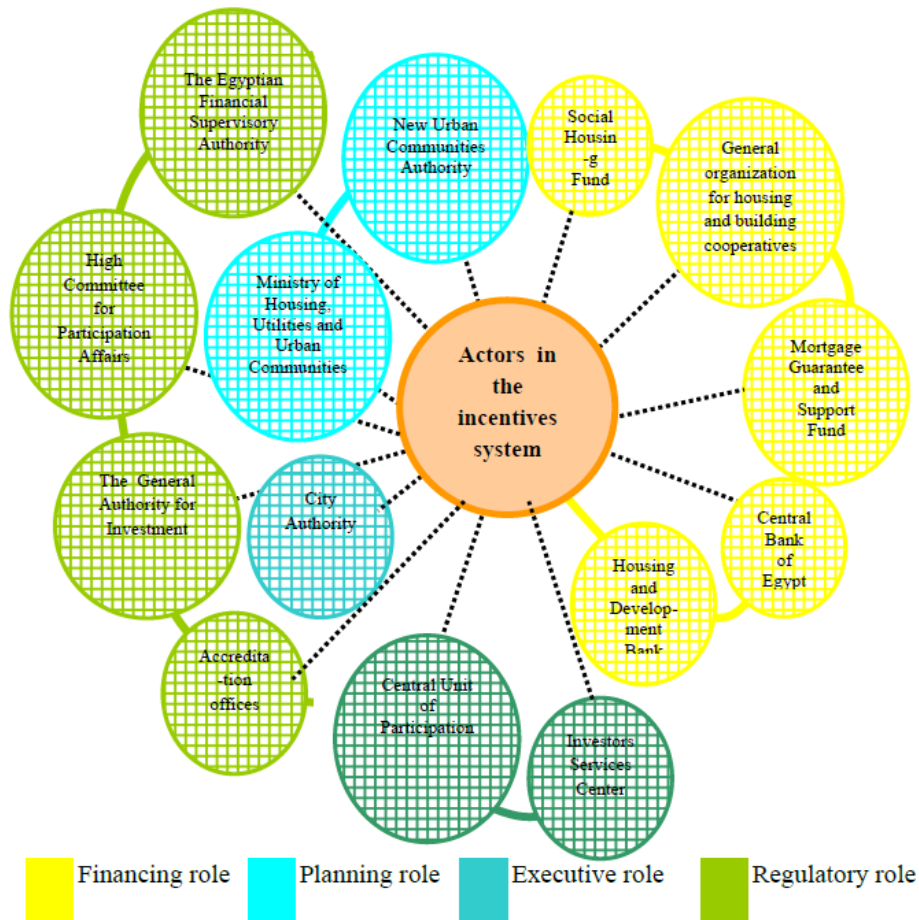 The Egyptian
Financial
Supervisory
Authority
New Urban
Communities
Authority
Social
Housin
-g
Fund
General
organization
for housing
and building
cooperatives
High
Committee
for
Participation
Affairs
Ministry of
Housing,
Utilities and
Urban
Communities
Actors in
the
incentives
system
Mortgage
Guarantee
and
Support
Fund
The General
Authority for
Investment
City
Authority
Central
Bank
of
Egypt
Housing
and
Develop-
ment
Bank
Accredita
-tion
offices
Central Unit
of
Participation
Investors
Services
Center
Financing role
Planning role
Executive role
Regulatory role